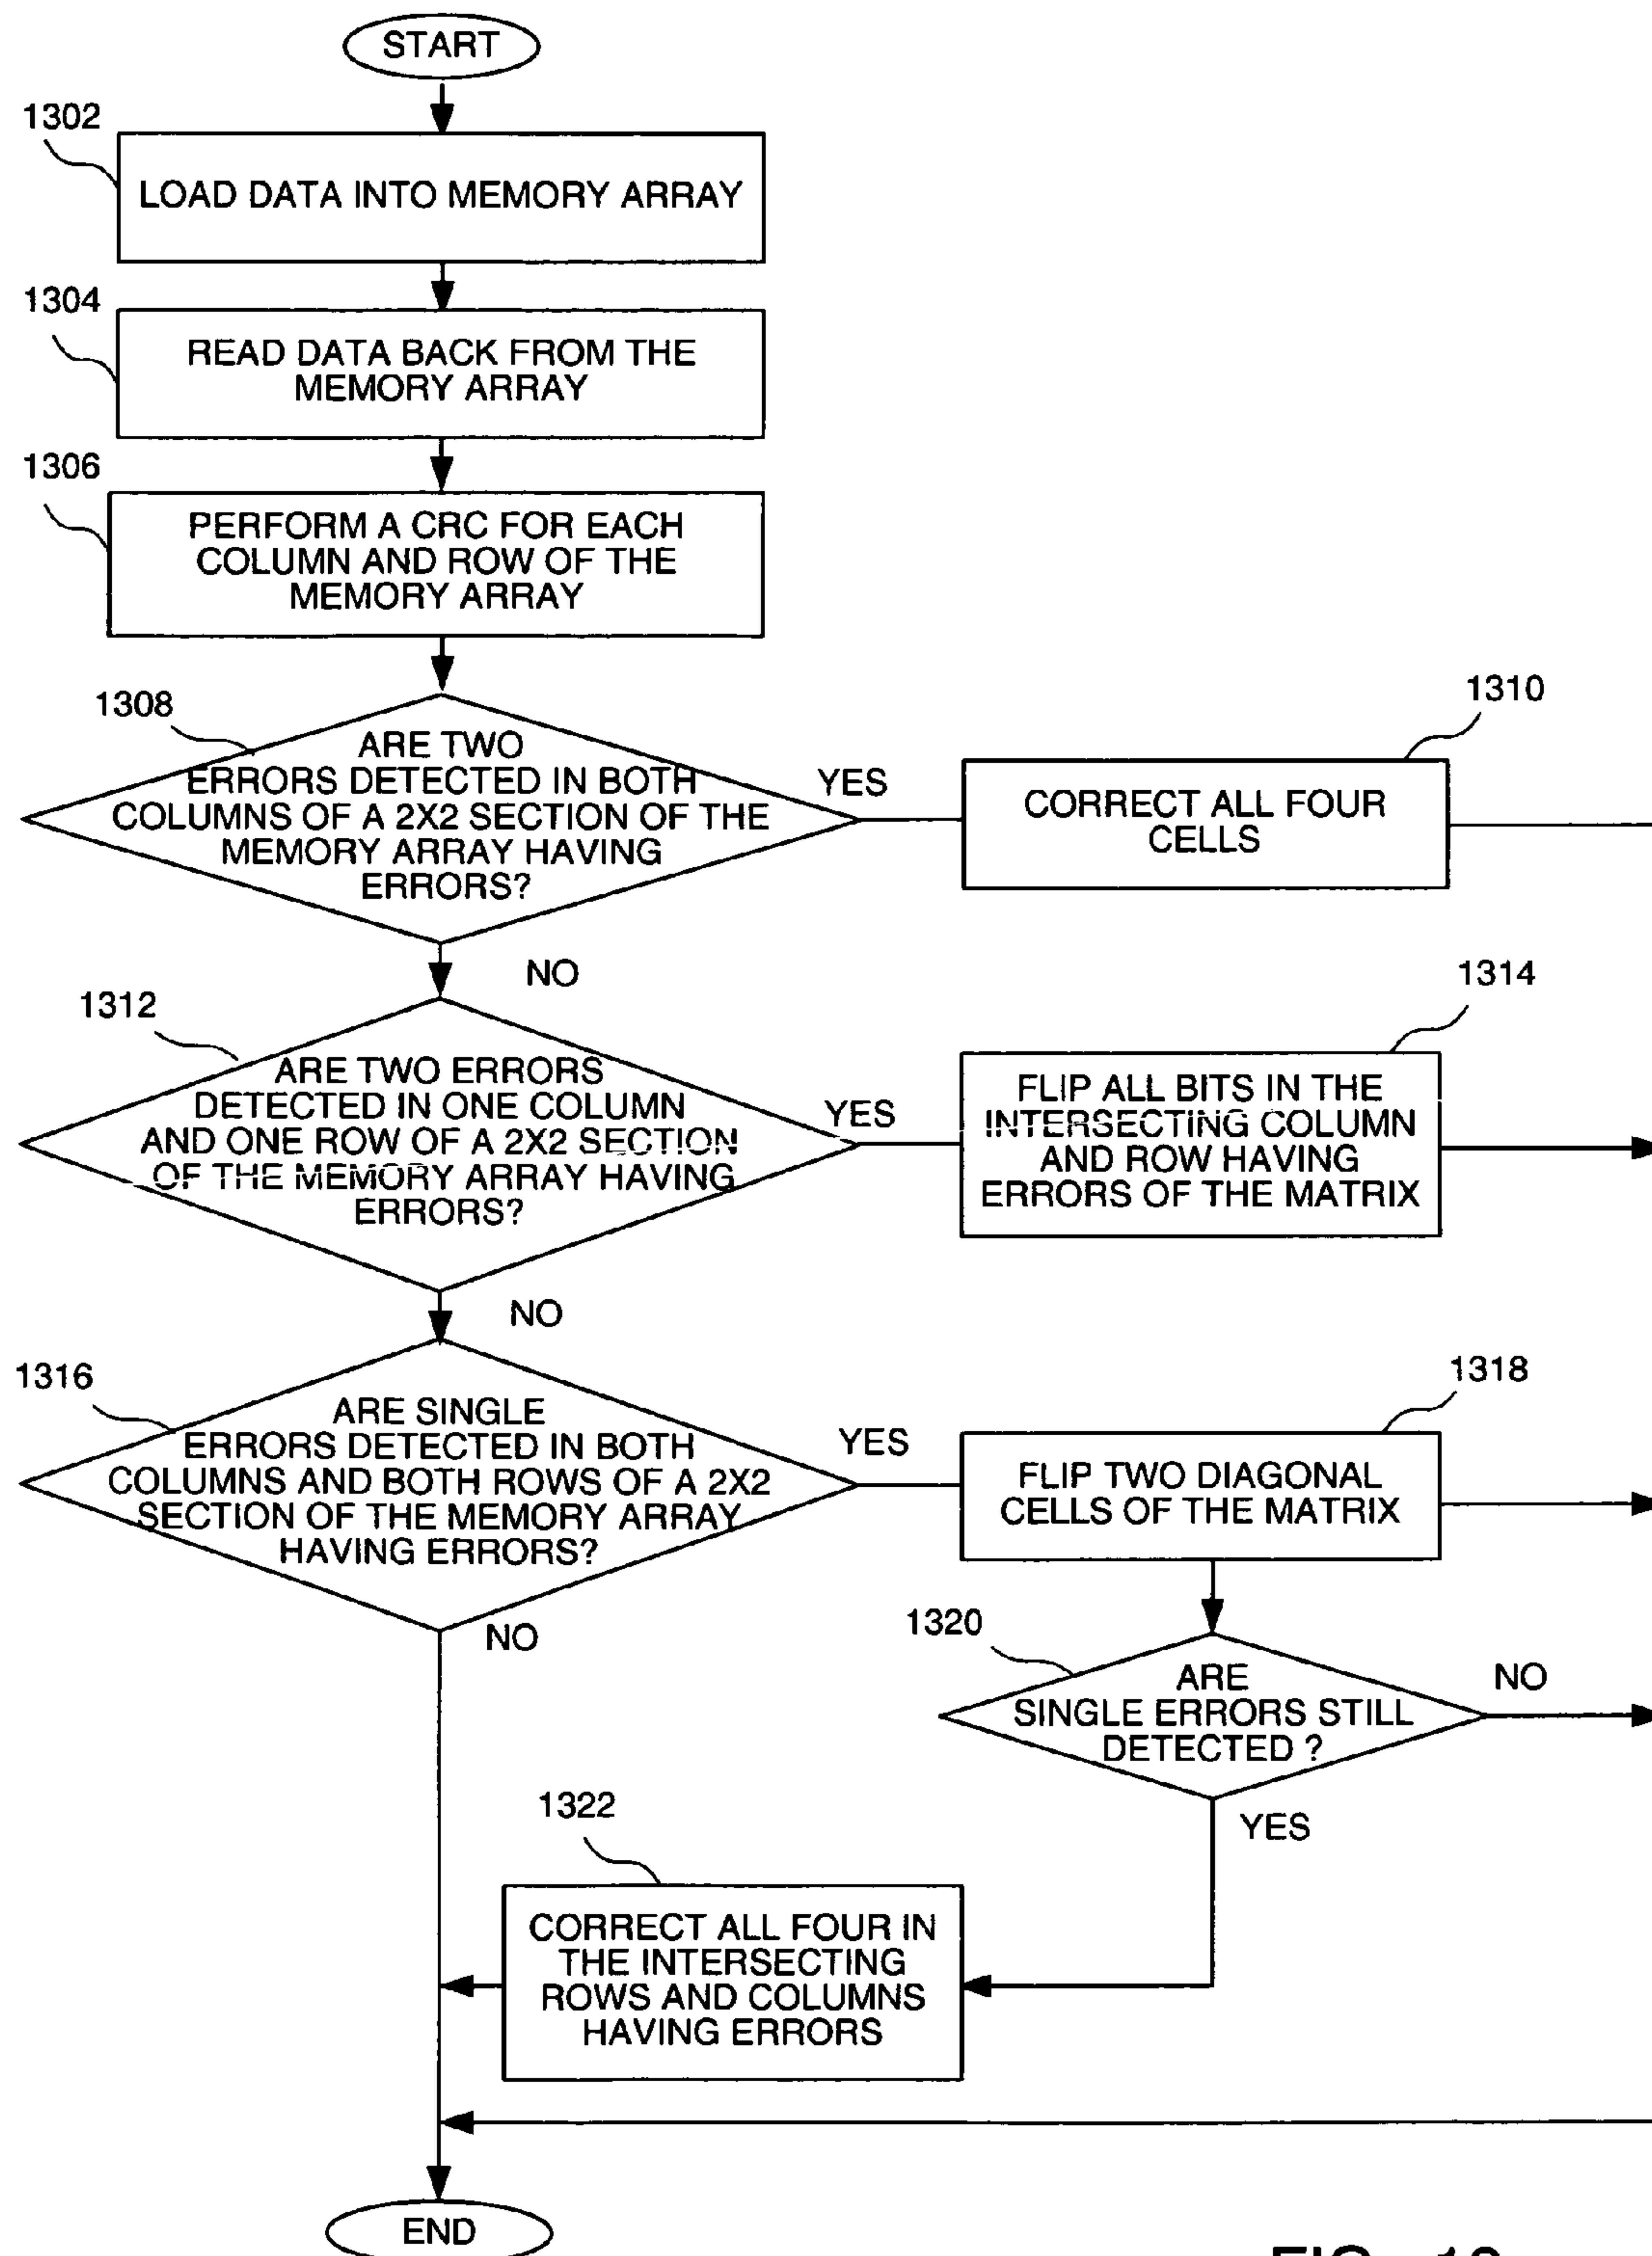 START
1302
LOAD DATA INTO MEMORY ARRAY
1304
READ DATA BACK FROM THE
MEMORY ARRAY
1306
PERFORM A CRC FOR EACH
COLUMN AND ROW OF THE
MEMORY ARRAY
1308
ARE TWO
ERRORS DETECTED IN BOTH
COLUMNS OF A 2X2 SECTION OF THE
MEMORY ARRAY HAVING
ERRORS?
YES
1310
CORRECT ALL FOUR
CELLS
NO
1312
ARE TWO ERRORS
DETECTED IN ONE COLUMN
AND ONE ROW OF A 2X2 SECTION
OF THE MEMORY ARRAY HAVING
ERRORS?
YES
1314
FLIP ALL BITS IN THE
INTERSECTING COLUMN
AND ROW HAVING
ERRORS OF THE MATRIX
NO
1316
ARE SINGLE
ERRORS DETECTED IN BOTH
COLUMNS AND BOTH ROWS OF A 2X2
SECTION OF THE MEMORY ARRAY
HAVING ERRORS?
YES
1318
FLIP TWO DIAGONAL
CELLS OF THE MATRIX
NO
1320
ARE
SINGLE ERRORS STILL
DETECTED ?
NO
YES
1322
CORRECT ALL FOUR IN
THE INTERSECTING
ROWS AND COLUMNS
HAVING ERRORS
END